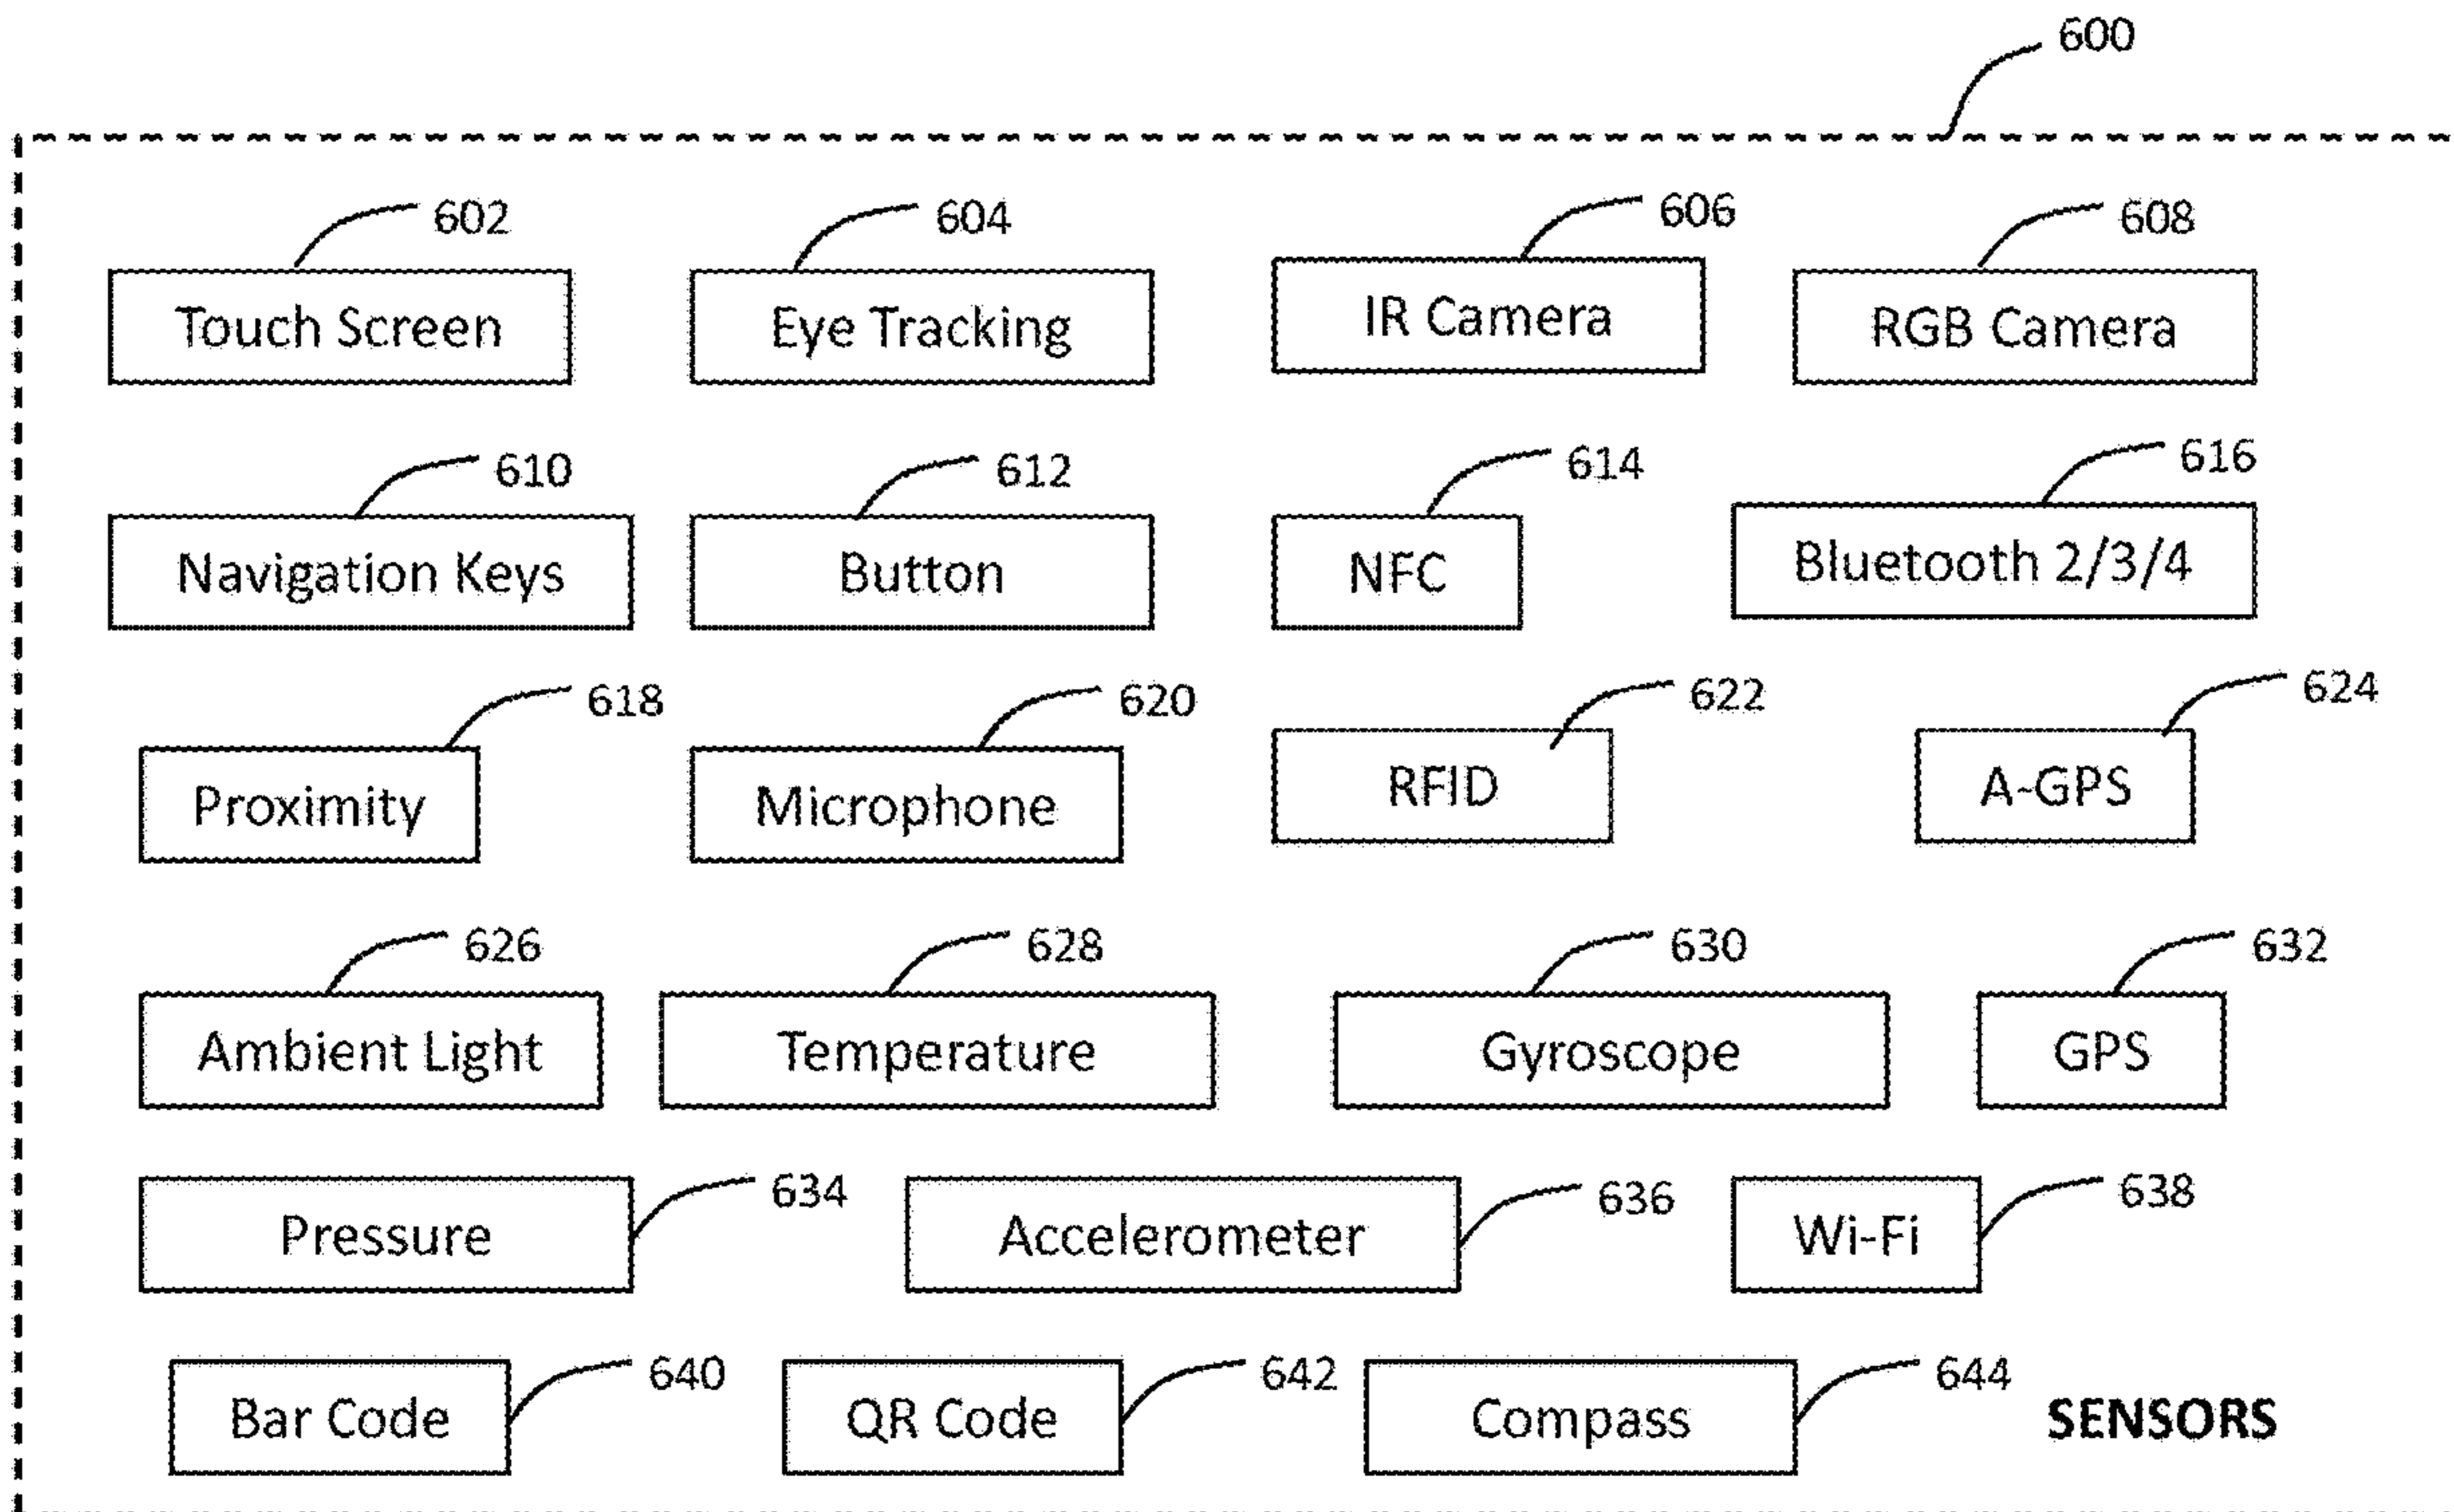 600
602 604 606 608
Touch Screen Eye Tracking IR Camera RGB Camera
610 612 614 616
Navigation Keys Button NFC Bluetooth 2/3/4
618 620 622 624
Proximity Microphone RFID A-GPS
626 628 630 632
Ambient Light Temperature Gyroscope GPS
634 636 638
Pressure Accelerometer Wi-Fi
640 642 644
Bar Code QR Code Compass SENSORS